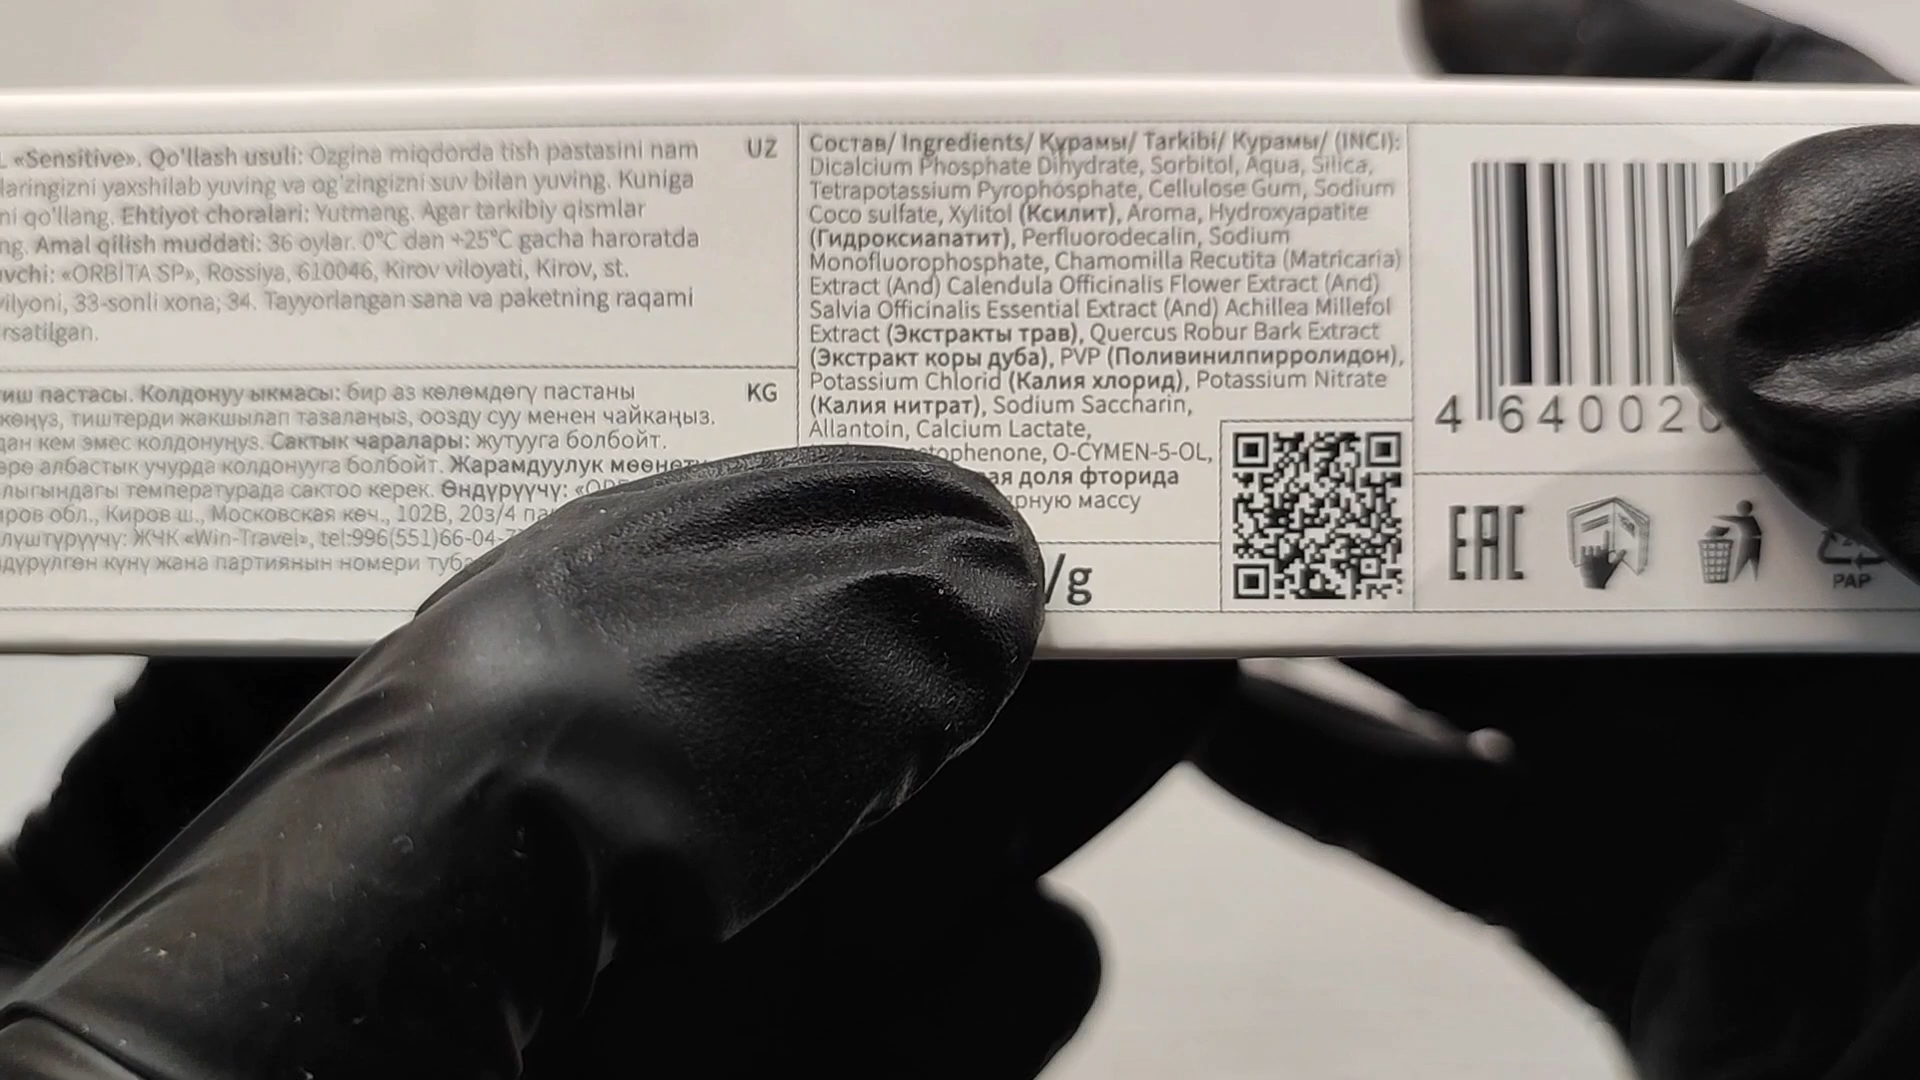 «Sensitive». Qo'llash usuli: Ozgina miqdorda tish pastasini nam UZ
laringizni yaxshilab yuving va og'zingizni suv bilan yuving. Kuniga
ni qo'llang. Ehtiyot choralari: Yutmang. Agar tarkibiy qismlar
ng. Amal qilish muddati: 36 oylar. 0°C dan +25°C gacha haroratda
vchi: «ORBITA SP», Rossiya, 610046, Kirov viloyati, Kirov, st.
vilyoni, 33-sonli xona; 34. Tayyorlangan sana va paketning raqami
rsatilgan.
тиш пастасы. Колдонуу ыкмасы: бир аз көлөмдөгү пастаны KG
көңүз, тиштерди жакшылап тазалаңыз, оозду суу менен чайкаңыз.
дан кем эмес колдонуңуз. Сактык чаралары: жутууга болбойт.
өрө албастык учурда колдонууга болбойт. Жарамдуулук мөөнөтү
лыгындагы температурада сактоо керек. Өндүрүүчү:
иров обл., Киров ш., Московская көч., 102В, 20з/4
лүштүрүүчү: ЖЧК «Win-Travel», tel:996(551)66-04-
дүрүлгөн күнү жана партиянын номери
Состав/ Ingredients/ Құрамы/ Tarkibi/ Курамы/ (INCI):
Dicalcium Phosphate Dihydrate, Sorbitol, Aqua, Silica,
Tetrapotassium Pyrophosphate, Cellulose Gum, Sodium
Coco sulfate, Xylitol (Ксилит), Aroma, Hydroxyapatite
(Гидроксиапатит), Perfluorodecalin, Sodium
Monofluorophosphate, Chamomilla Recutita (Matricaria)
Extract (And) Calendula Officinalis Flower Extract (And)
Salvia Officinalis Essential Extract (And) Achillea Millefol
Extract (Экстракты трав), Quercus Robur Bark Extract
(Экстракт коры дуба), PVP (Поливинилпирролидон),
Potassium Chlorid (Калия хлорид), Potassium Nitrate
(Калия нитрат), Sodium Saccharin,
Allantoin, Calcium Lactate,
tophenone, O-CYMEN-5-OL,
ая доля фторида
рную массу
/g
4 640020
EAC
PAP